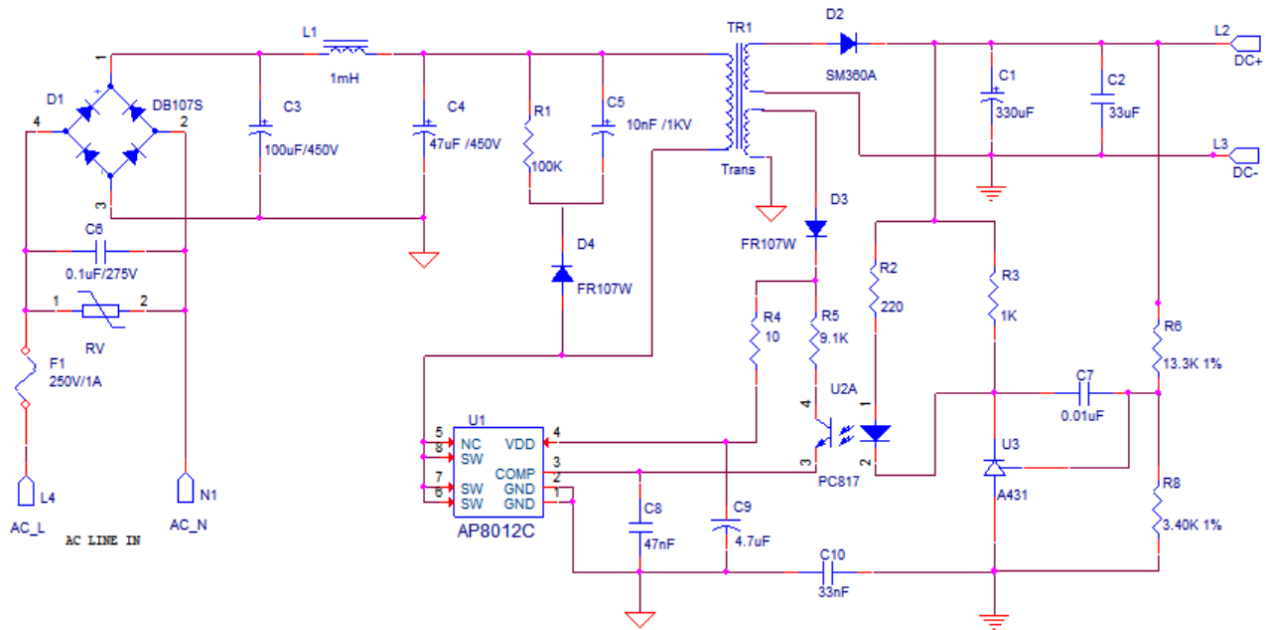 L1
1mH
TR1
Trans
D2
SM360A
L2
DC+
L3
DC-
C1
330uF
C2
33uF
1
D1
DB107S
4
2
3
C3
100uF/450V
C4
47uF /450V
R1
100K
C5
10nF /1KV
D3
FR107W
D4
FR107W
C6
0.1uF/275V
1
2
RV
F1
250V/1A
L4
AC_L
N1
AC_N
AC LINE IN
R2
220
R3
1K
R4
10
R5
9.1K
R6
13.3K 1%
C7
0.01uF
U2A
4
1
3
2
PC817
U3
A431
R8
3.40K 1%
U1
5
NC
VDD
4
8
SW
COMP
3
7
SW
GND
2
6
SW
GND
1
AP8012C
C8
47nF
C9
4.7uF
C10
33nF